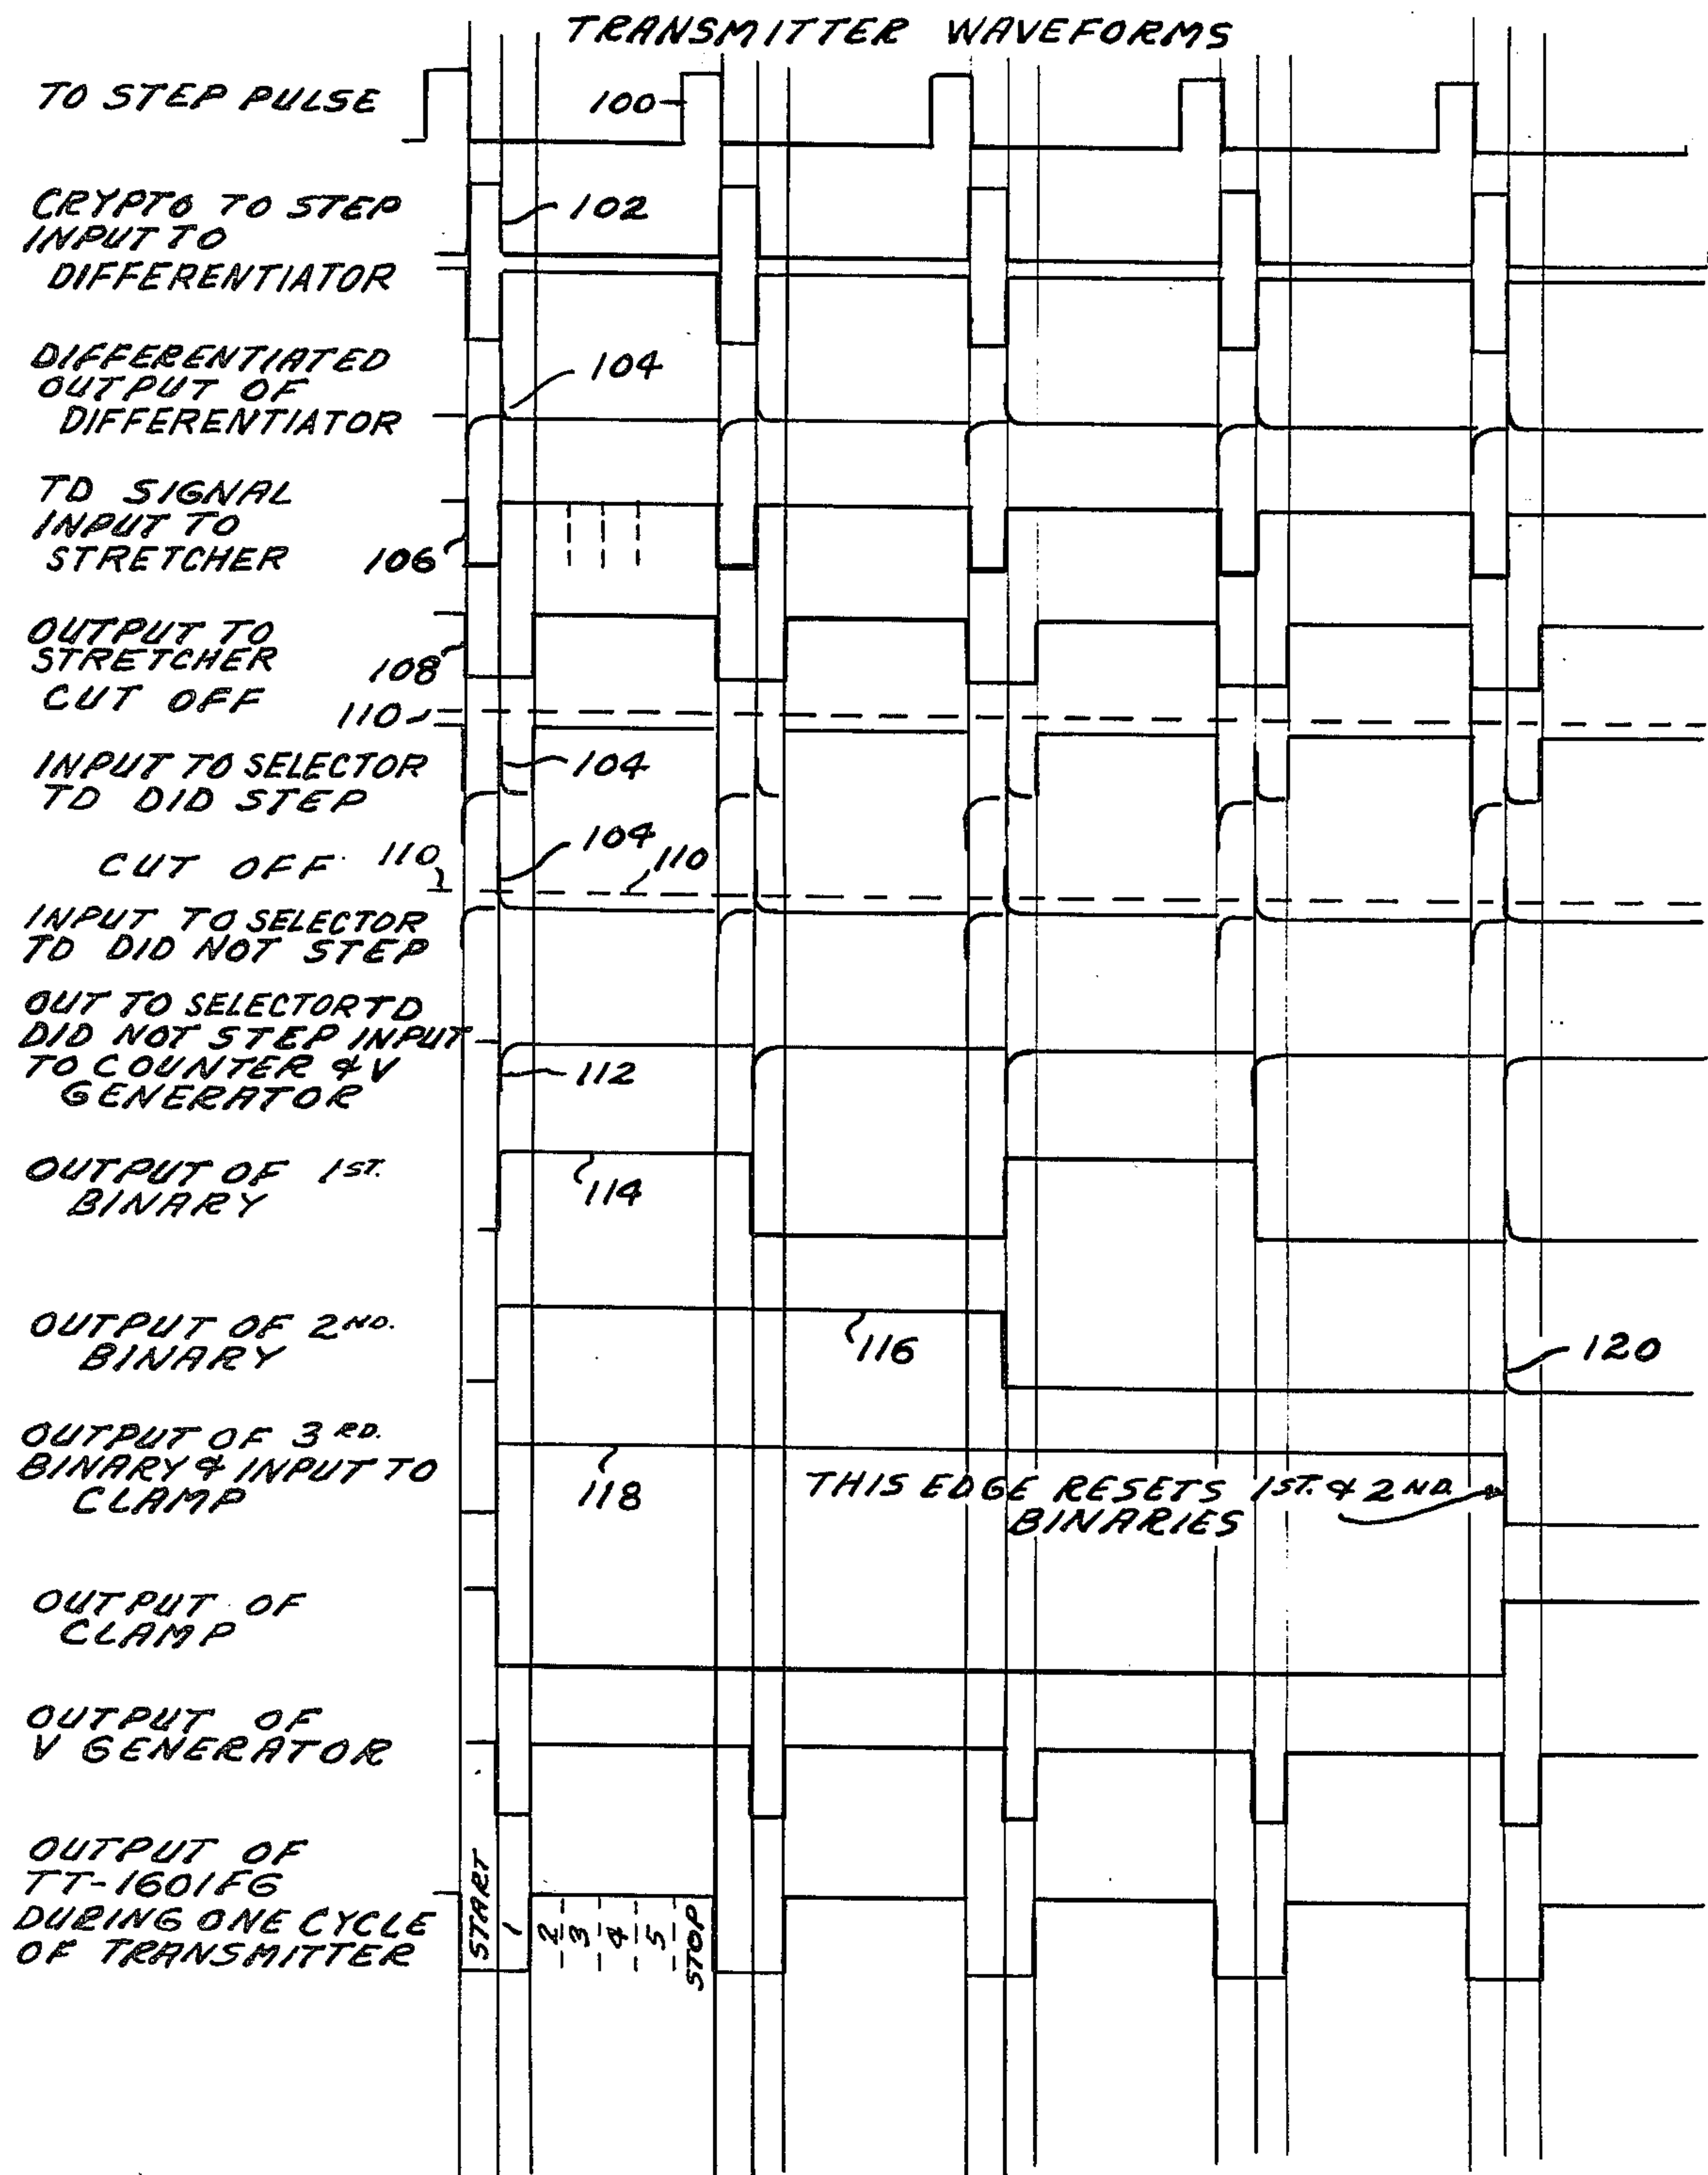 TRANSMITTER WAVEFORMS
TO STEP PULSE
100
CRYPTO TO STEP
INPUT TO
DIFFERENTIATOR
102
DIFFERENTIATED
OUTPUT OF
DIFFERENTIATOR
104
TD SIGNAL
INPUT TO
STRETCHER
106
OUTPUT TO
STRETCHER
108
CUT OFF
110
INPUT TO SELECTOR
TD DID STEP
104
104
CUT OFF
110
110
INPUT TO SELECTOR
TD DID NOT STEP
OUT TO SELECTOR TD
DID NOT STEP INPUT
TO COUNTER & V
GENERATOR
112
OUTPUT OF 1ST.
BINARY
114
OUTPUT OF 2ND.
BINARY
116
120
OUTPUT OF 3RD.
BINARY & INPUT TO
CLAMP
118
THIS EDGE RESETS 1ST. & 2ND.
BINARIES
OUTPUT OF
CLAMP
OUTPUT OF
V GENERATOR
OUTPUT OF
TT-1601FG
DURING ONE CYCLE
OF TRANSMITTER
START
1
2
3
4
5
STOP